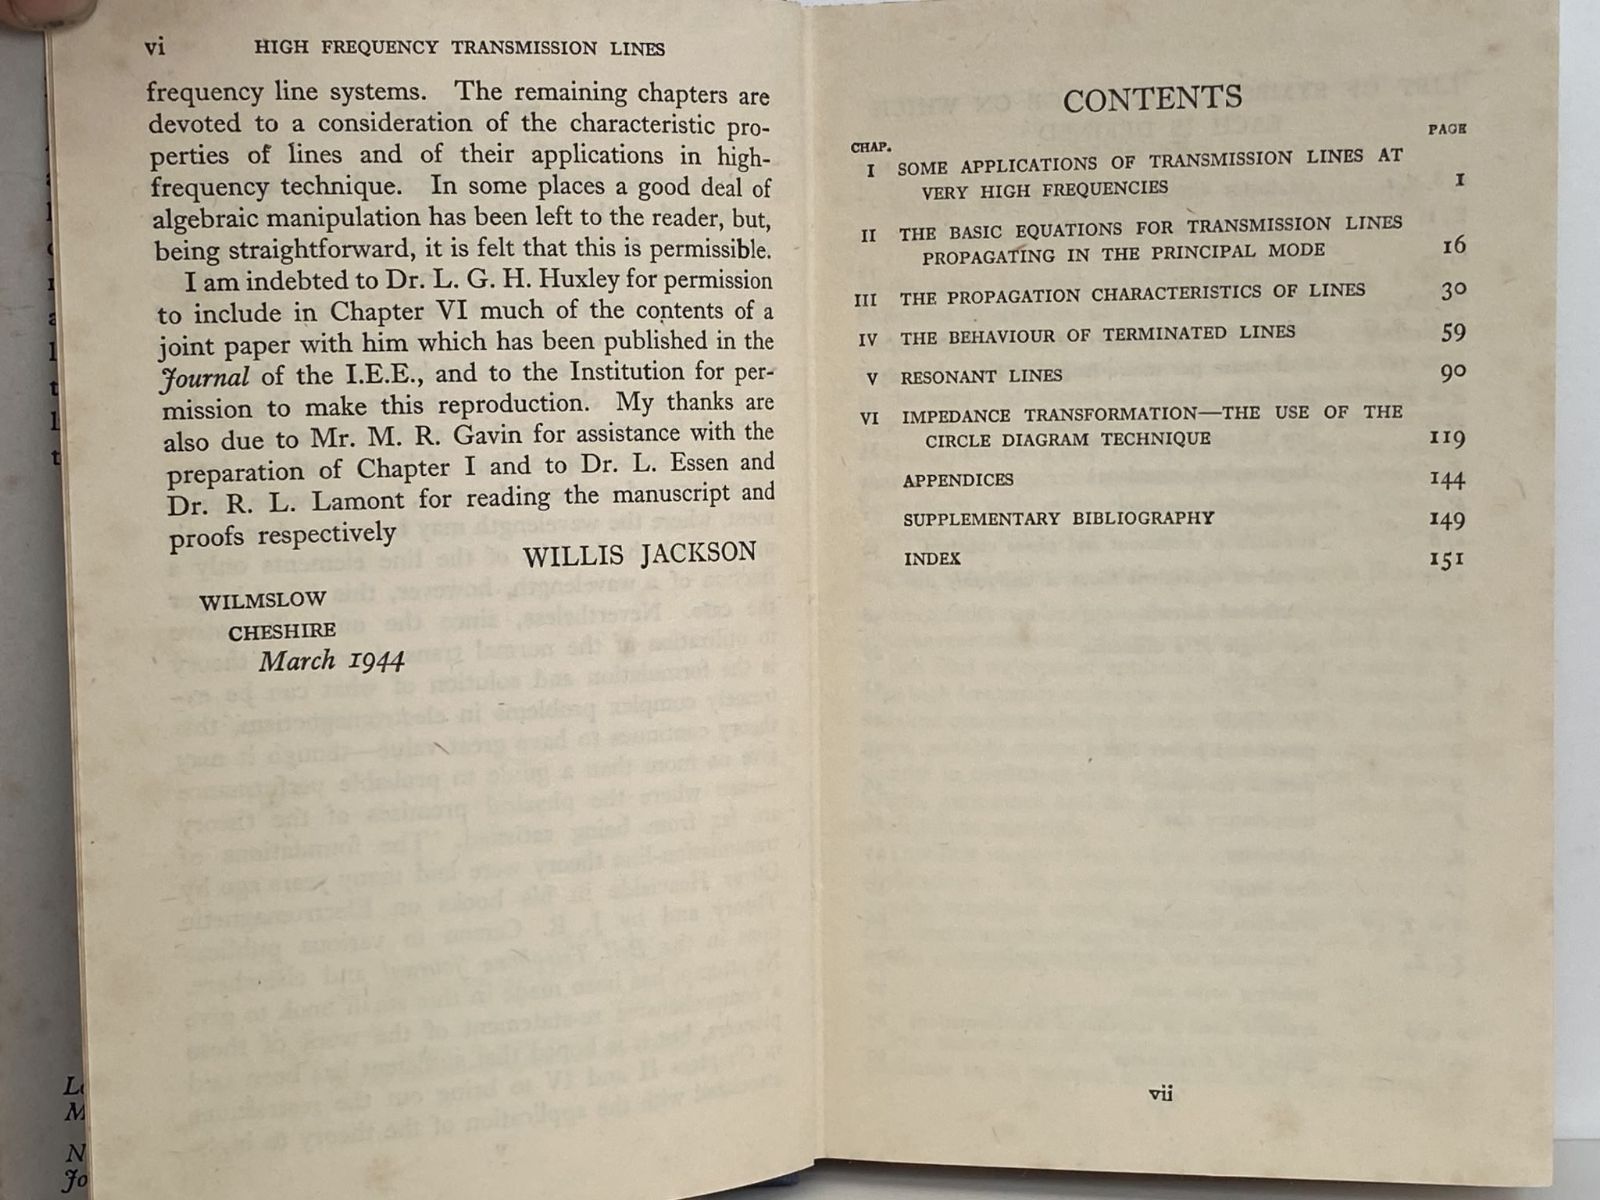 vi HIGH FREQUENCY TRANSMISSION LINES
frequency line systems. The remaining chapters are
devoted to a consideration of the characteristic pro-
perties of lines and of their applications in high-
frequency technique. In some places a good deal of
algebraic manipulation has been left to the reader, but,
being straightforward, it is felt that this is permissible.
I am indebted to Dr. L. G. H. Huxley for permission
to include in Chapter VI much of the contents of a
joint paper with him which has been published in the
Journal of the I.E.E., and to the Institution for per-
mission to make this reproduction. My thanks are
also due to Mr. M. R. Gavin for assistance with the
preparation of Chapter I and to Dr. L. Essen and
Dr. R. L. Lamont for reading the manuscript and
proofs respectively
WILLIS JACKSON
WILMSLOW
CHESHIRE
March 1944
CONTENTS
CHAP. PAGE
I SOME APPLICATIONS OF TRANSMISSION LINES AT
VERY HIGH FREQUENCIES 1
II THE BASIC EQUATIONS FOR TRANSMISSION LINES
PROPAGATING IN THE PRINCIPAL MODE 16
III THE PROPAGATION CHARACTERISTICS OF LINES 30
IV THE BEHAVIOUR OF TERMINATED LINES 59
V RESONANT LINES 90
VI IMPEDANCE TRANSFORMATION—THE USE OF THE
CIRCLE DIAGRAM TECHNIQUE 119
APPENDICES 144
SUPPLEMENTARY BIBLIOGRAPHY 149
INDEX 151
vii